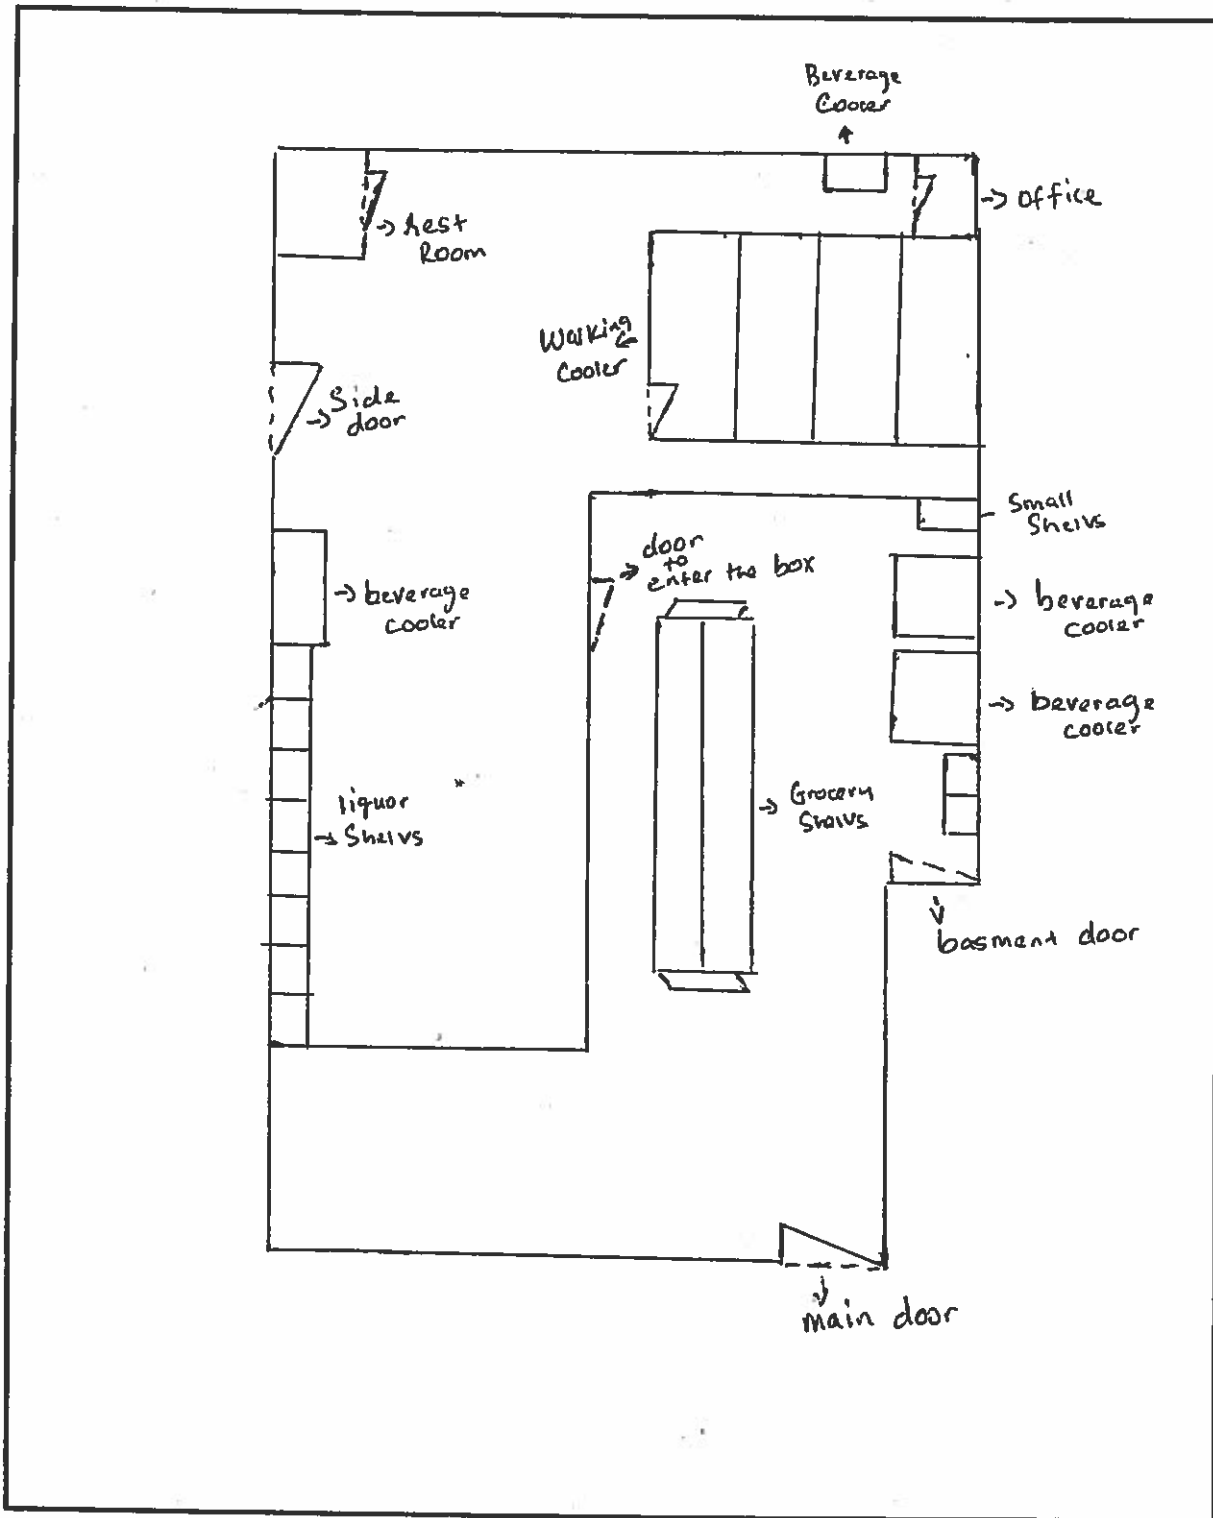 Beverage
Cooler
office
Rest
Room
Walking
Cooler
Side
door
Small
Shelvs
door
to
enter the box
beverage
cooler
beverage
cooler
beverage
cooler
Grocery
Shelvs
liquor
Shelvs
basment door
main door